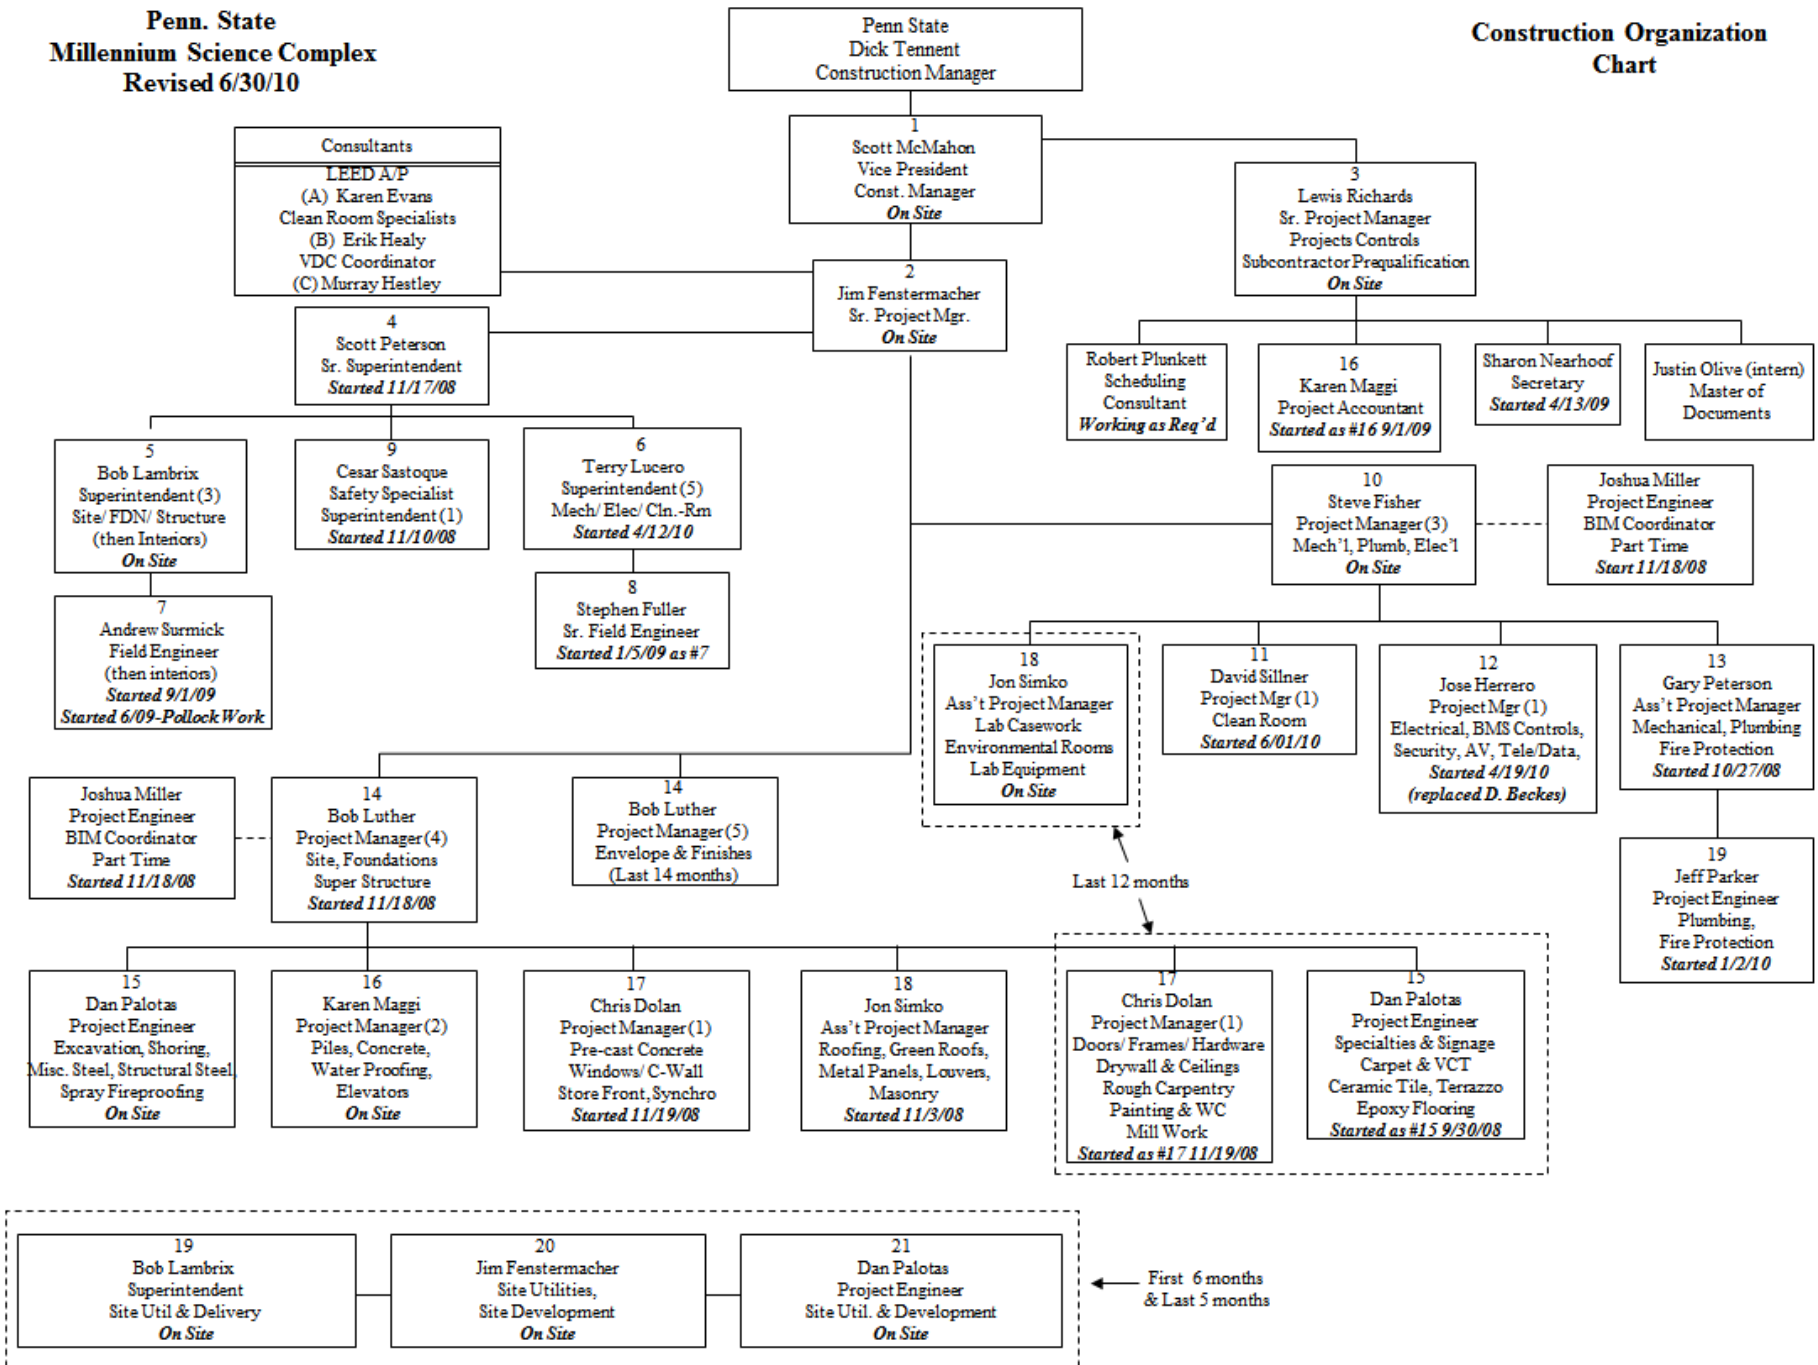 Penn. State
Millennium Science Complex
Revised 6/30/10
Penn State
Dick Tennent
Construction Manager
Construction Organization
Chart
Consultants
LEED A/P
(A) Karen Evans
Clean Room Specialists
(B) Erik Healy
VDC Coordinator
(C) Murray Hestley
1
Scott McMahon
Vice President
Const. Manager
On Site
3
Lewis Richards
Sr. Project Manager
Projects Controls
Subcontractor Prequalification
On Site
2
Jim Fenstermacher
Sr. Project Mgr.
On Site
4
Scott Peterson
Sr. Superintendent
Started 11/17/08
Robert Plunkett
Scheduling
Consultant
Working as Req'd
16
Karen Maggi
Project Accountant
Started as #16 9/1/09
Sharon Nearhoof
Secretary
Started 4/13/09
Justin Olive (intern)
Master of
Documents
5
Bob Lambrix
Superintendent (3)
Site/ FDN/ Structure
(then Interiors)
On Site
9
Cesar Sastoque
Safety Specialist
Superintendent (1)
Started 11/10/08
6
Terry Lucero
Superintendent (5)
Mech/ Elec/ Cln.-Rm
Started 4/12/10
10
Steve Fisher
Project Manager (3)
Mech'l, Plumb, Elec'l
On Site
Joshua Miller
Project Engineer
BIM Coordinator
Part Time
Start 11/18/08
7
Andrew Surmick
Field Engineer
(then interiors)
Started 9/1/09
Started 6/09-Pollock Work
8
Stephen Fuller
Sr. Field Engineer
Started 1/5/09 as #7
18
Jon Simko
Ass't Project Manager
Lab Casework
Environmental Rooms
Lab Equipment
On Site
11
David Sillner
Project Mgr (1)
Clean Room
Started 6/01/10
12
Jose Herrero
Project Mgr (1)
Electrical, BMS Controls,
Security, AV, Tele/Data,
Started 4/19/10
(replaced D. Beckes)
13
Gary Peterson
Ass't Project Manager
Mechanical, Plumbing
Fire Protection
Started 10/27/08
Joshua Miller
Project Engineer
BIM Coordinator
Part Time
Started 11/18/08
14
Bob Luther
Project Manager (4)
Site, Foundations
Super Structure
Started 11/18/08
14
Bob Luther
Project Manager (5)
Envelope & Finishes
(Last 14 months)
Last 12 months
19
Jeff Parker
Project Engineer
Plumbing,
Fire Protection
Started 1/2/10
15
Dan Palotas
Project Engineer
Excavation, Shoring,
Misc. Steel, Structural Steel,
Spray Fireproofing
On Site
16
Karen Maggi
Project Manager (2)
Piles, Concrete,
Water Proofing,
Elevators
On Site
17
Chris Dolan
Project Manager (1)
Pre-cast Concrete
Windows/ C-Wall
Store Front, Synchro
Started 11/19/08
18
Jon Simko
Ass't Project Manager
Roofing, Green Roofs,
Metal Panels, Louvers,
Masonry
Started 11/3/08
17
Chris Dolan
Project Manager (1)
Doors/ Frames/ Hardware
Drywall & Ceilings
Rough Carpentry
Painting & WC
Mill Work
Started as #17 11/19/08
15
Dan Palotas
Project Engineer
Specialties & Signage
Carpet & VCT
Ceramic Tile, Terrazzo
Epoxy Flooring
Started as #15 9/30/08
19
Bob Lambrix
Superintendent
Site Util & Delivery
On Site
20
Jim Fenstermacher
Site Utilities,
Site Development
On Site
21
Dan Palotas
Project Engineer
Site Util. & Development
On Site
First 6 months
& Last 5 months